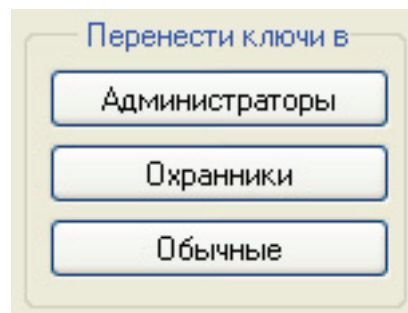 Перенести ключи в
Администраторы
Охранники
Обычные